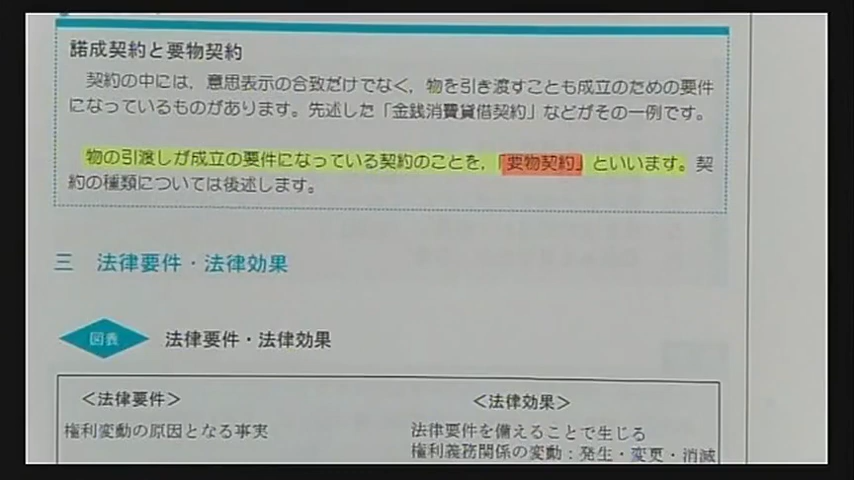 諾成契約と要物契約
契約の中には、意思表示の合致だけでなく、物を引き渡すことも成立のための要件
になっているものがあります。先述した「金銭消費貸借契約」などがその一例です。
物の引渡しが成立の要件になっている契約のことを、「要物契約」といいます。契
約の種類については後述します。
三 法律要件・法律効果
図表 法律要件・法律効果
＜法律要件＞ ＜法律効果＞
権利変動の原因となる事実 法律要件を備えることで生じる
権利義務関係の変動：発生・変更・消滅